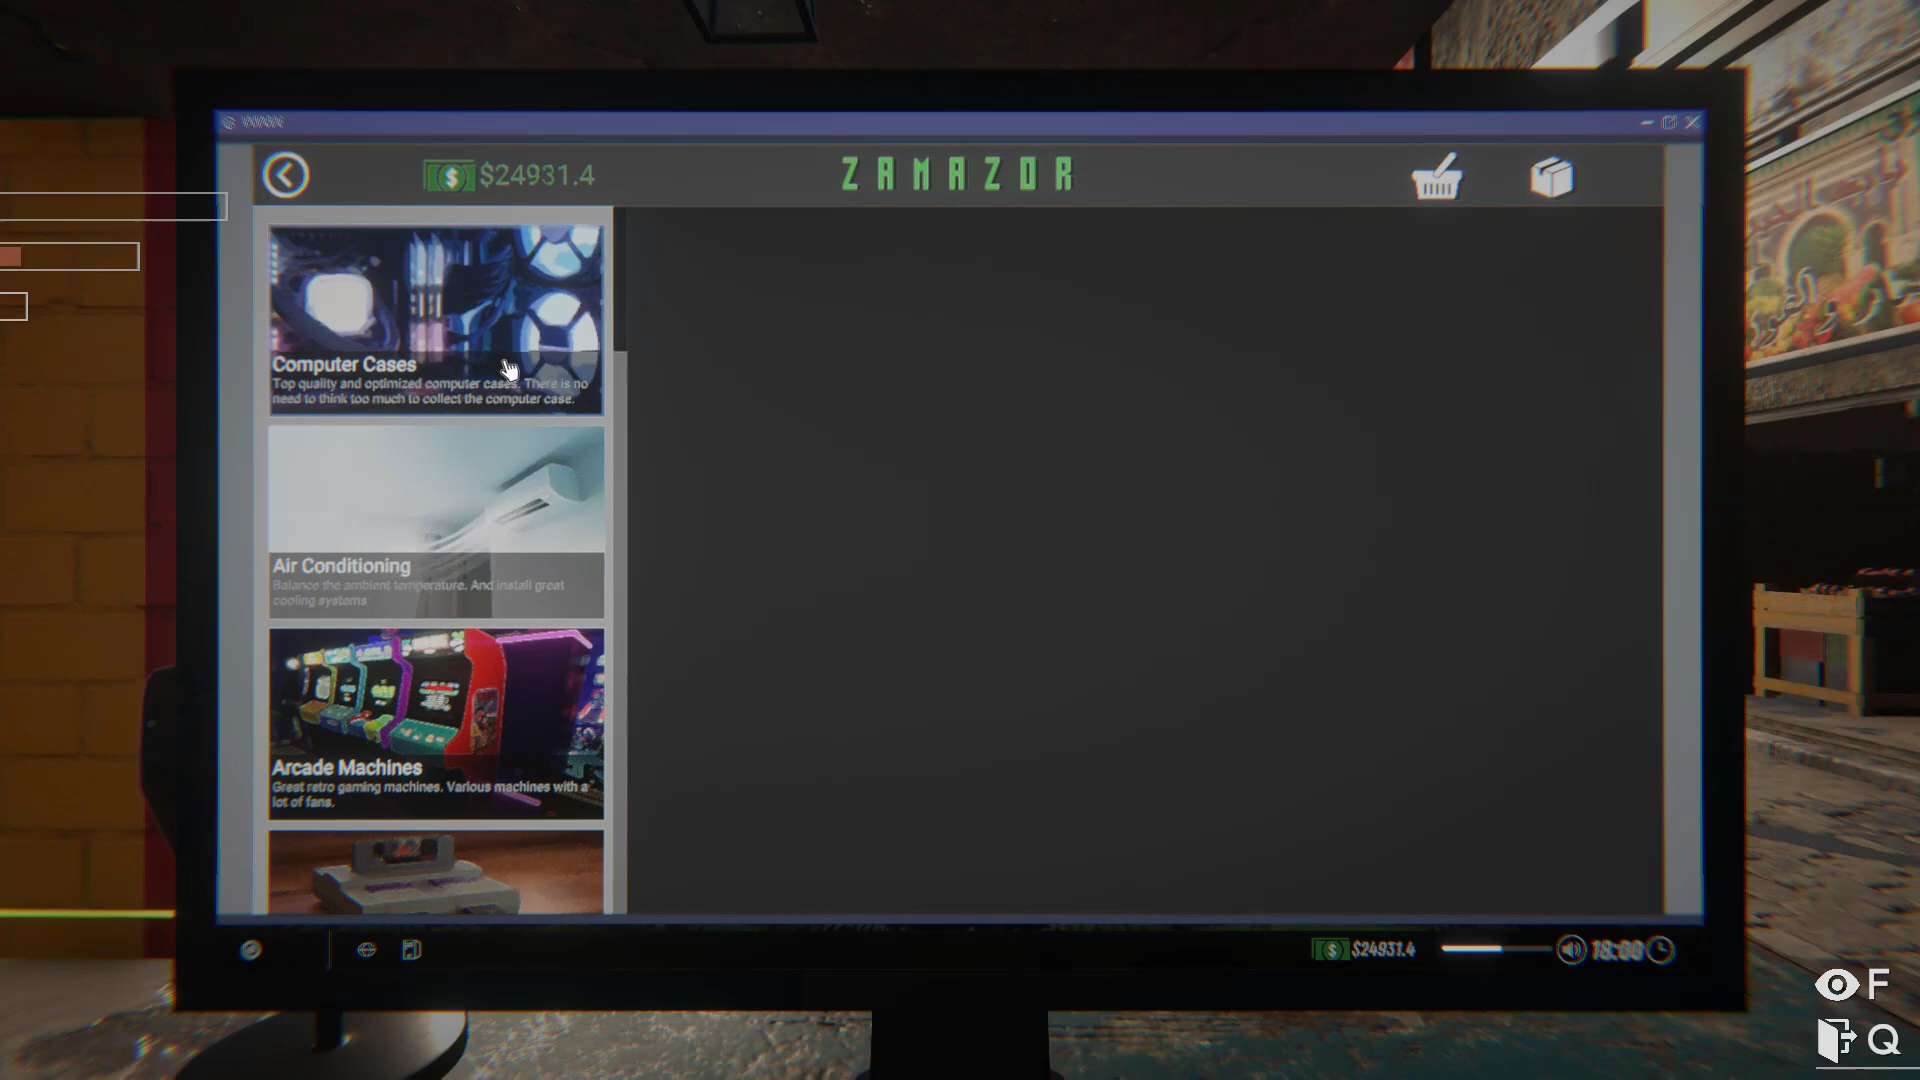 $24931.4
ZAMAZOR
Computer Cases
Top quality and optimized computer cases. There is no
need to think too much to collect the computer case.
Air Conditioning
Balance the ambient temperature. And install great
cooling systems
Arcade Machines
Great retro gaming machines. Various machines with a
lot of fans.
$24931.4
18:00
F
Q